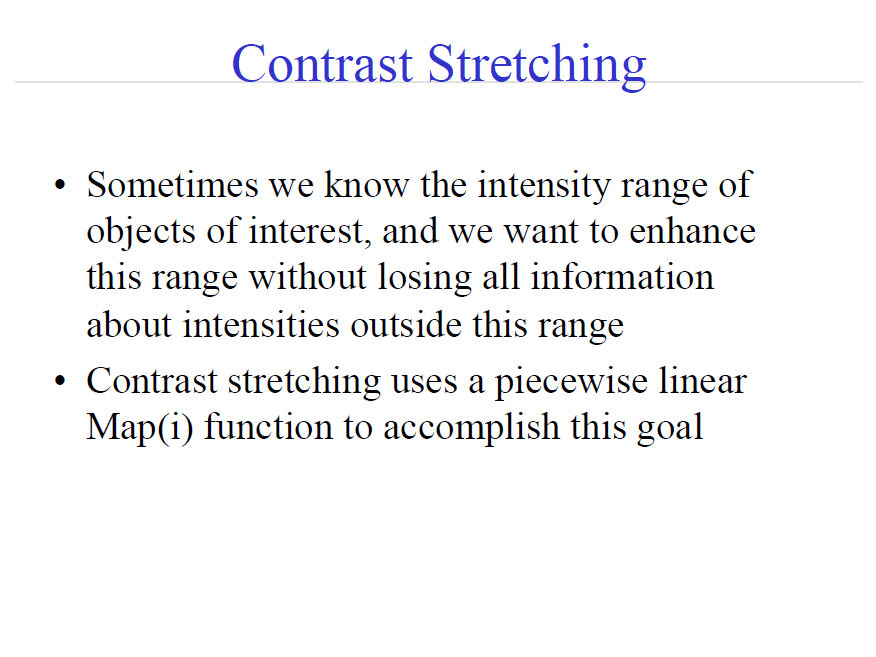 Contrast Stretching
• Sometimes we know the intensity range of
objects of interest, and we want to enhance
this range without losing all information
about intensities outside this range
• Contrast stretching uses a piecewise linear
Map(i) function to accomplish this goal